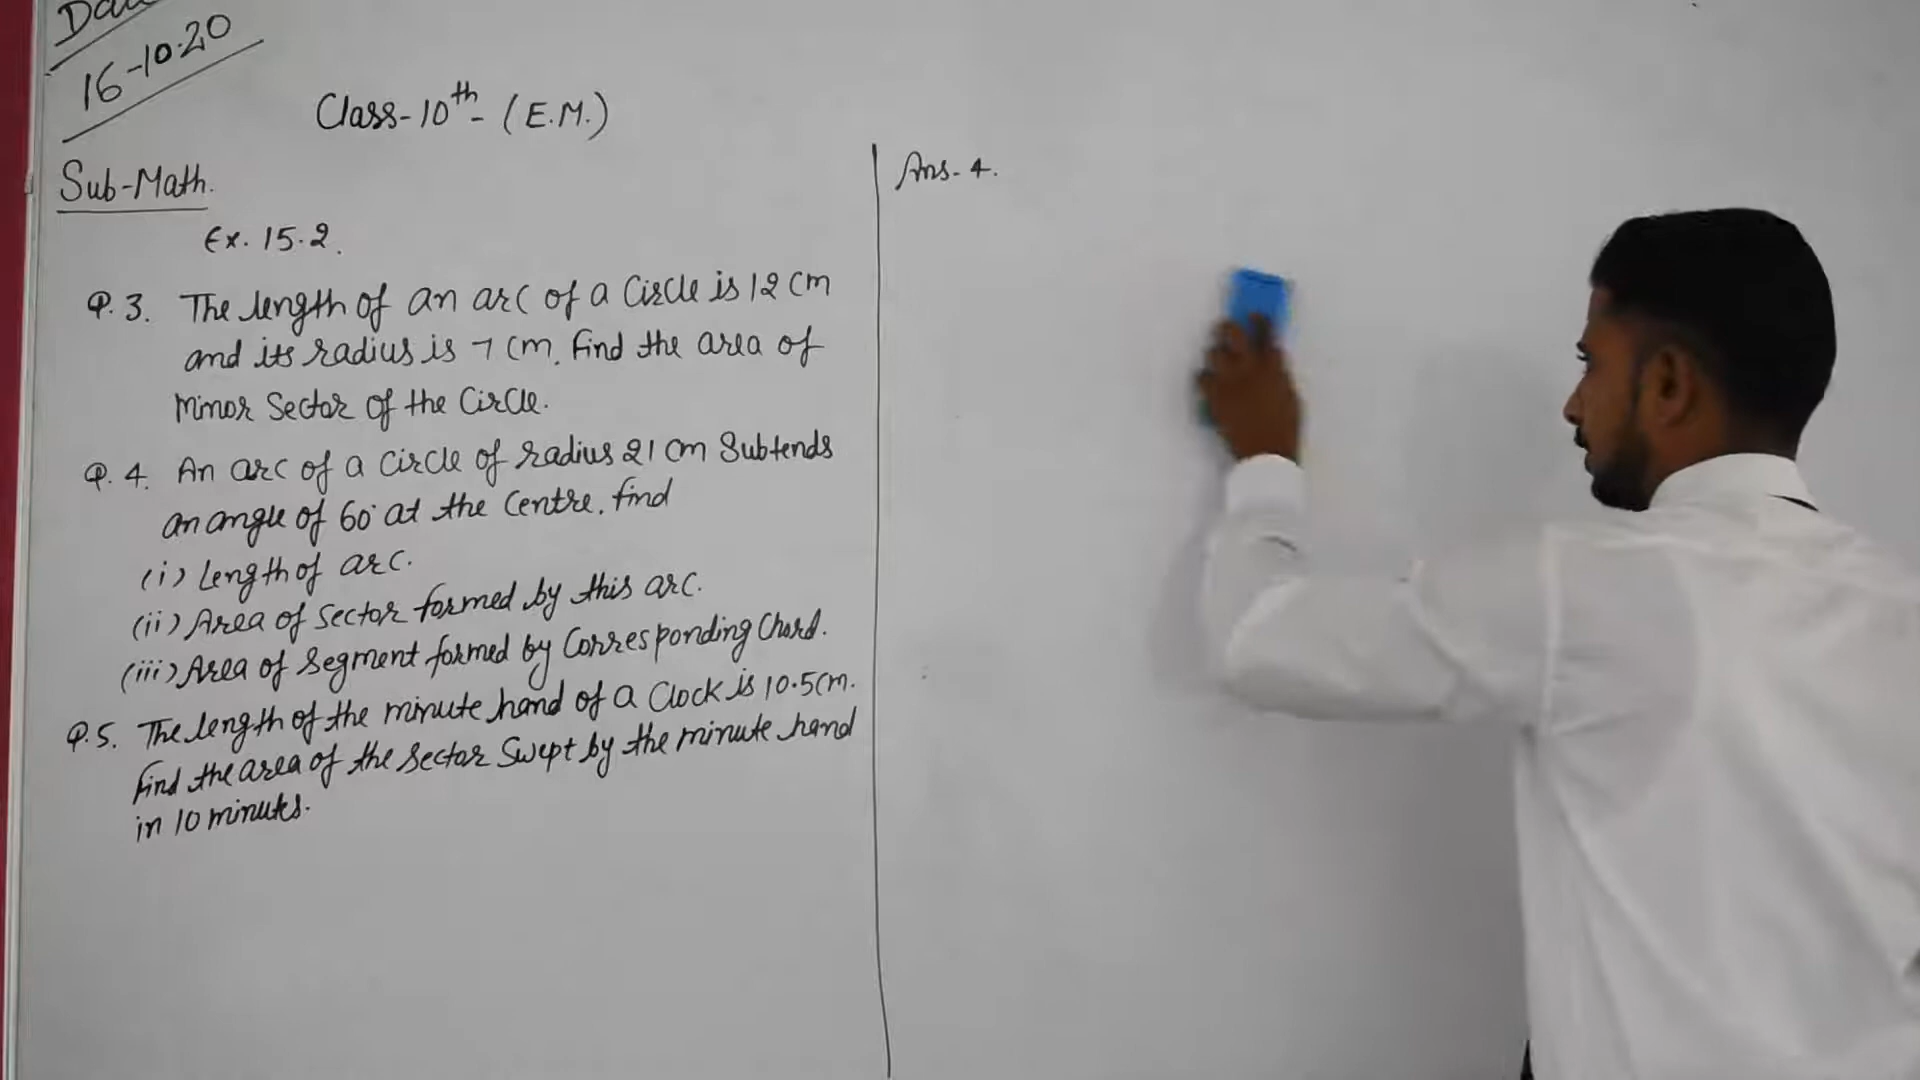 Date
16-10-20
Class-10th- (E.M.)
Sub-Math.
Ex. 15.2.
Q.3. The length of an arc of a Circle is 12 cm
and its radius is 7 cm. Find the area of
Minor Sector of the Circle.
Q.4. An arc of a circle of radius 21 cm Subtends
an angle of 60° at the Centre. find
(i) Length of arc.
(ii) Area of Sector formed by this arc.
(iii) Area of Segment formed by Corresponding Chord.
Q.5. The length of the minute hand of a Clock is 10.5cm.
find the area of the Sector Swept by the minute hand
in 10 minutes.
Ans-4.